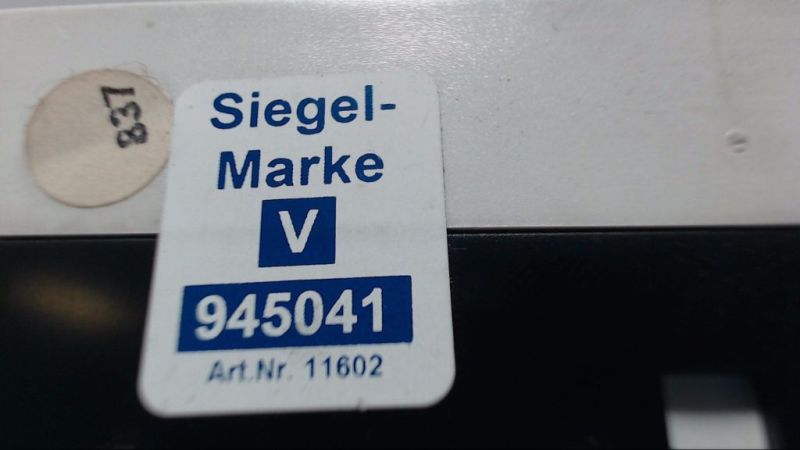 837
Siegel-
Marke
V
945041
Art.Nr. 11602